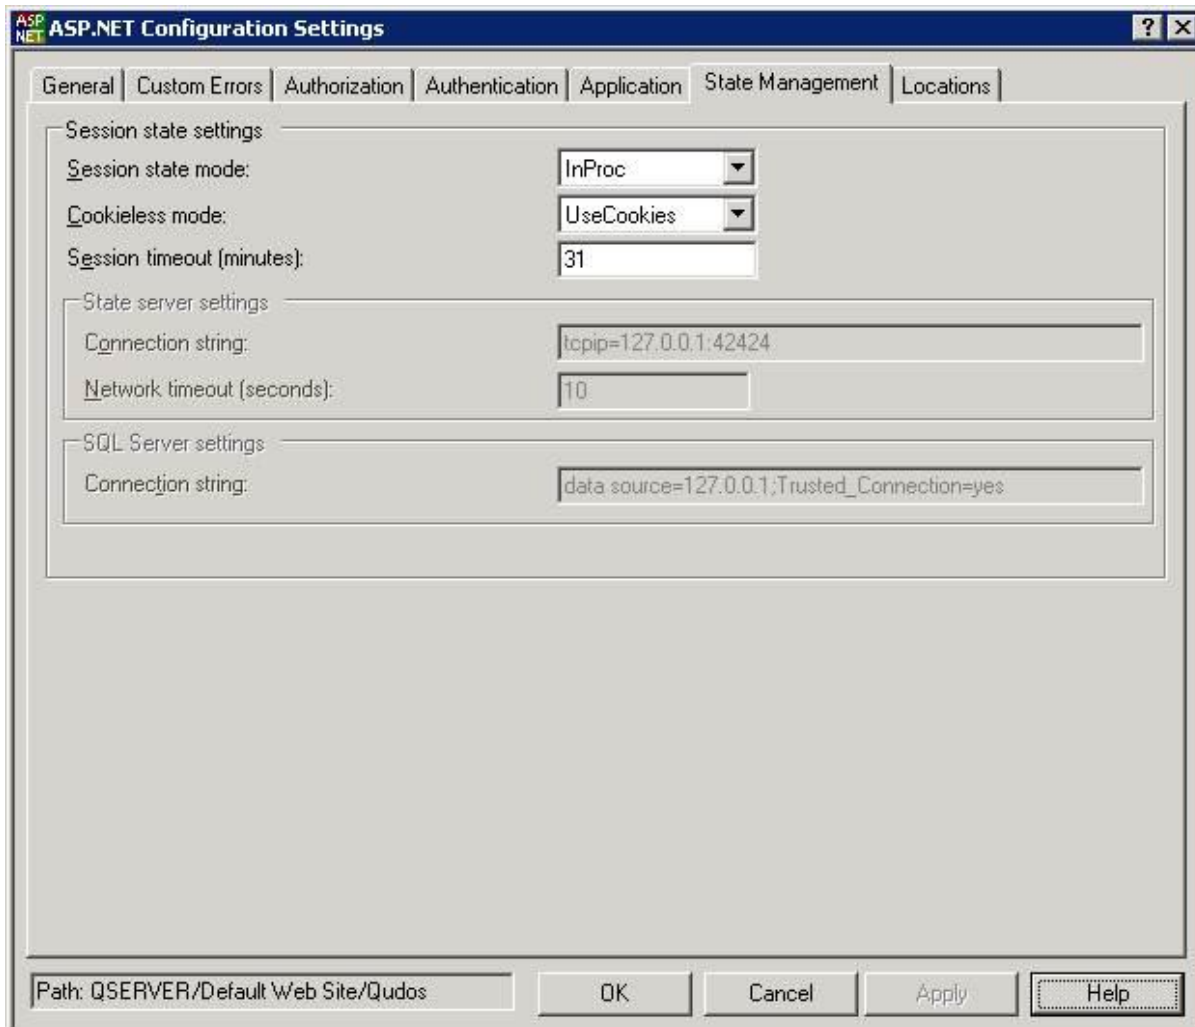 ASP NET ASP.NET Configuration Settings ? X
General Custom Errors Authorization Authentication Application State Management Locations
Session state settings
Session state mode: InProc
Cookieless mode: UseCookies
Session timeout (minutes): 31
State server settings
Connection string: tcpip=127.0.0.1:42424
Network timeout (seconds): 10
SQL Server settings
Connection string: data source=127.0.0.1;Trusted_Connection=yes
Path: QSERVER/Default Web Site/Qudos OK Cancel Apply Help